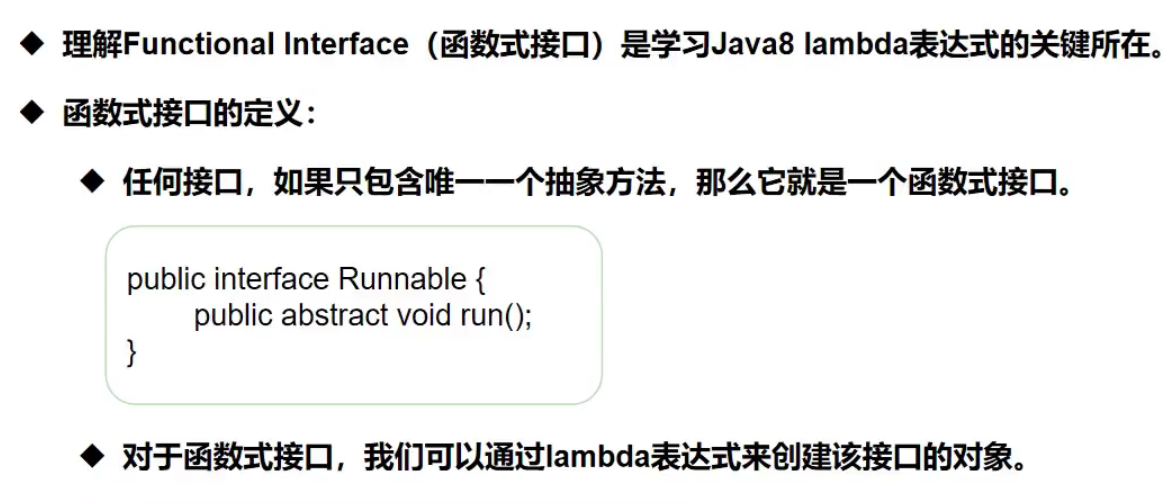 ◆ 理解Functional Interface（函数式接口）是学习Java8 lambda表达式的关键所在。
◆ 函数式接口的定义：
◆ 任何接口，如果只包含唯一一个抽象方法，那么它就是一个函数式接口。
public interface Runnable {
public abstract void run();
}
◆ 对于函数式接口，我们可以通过lambda表达式来创建该接口的对象。